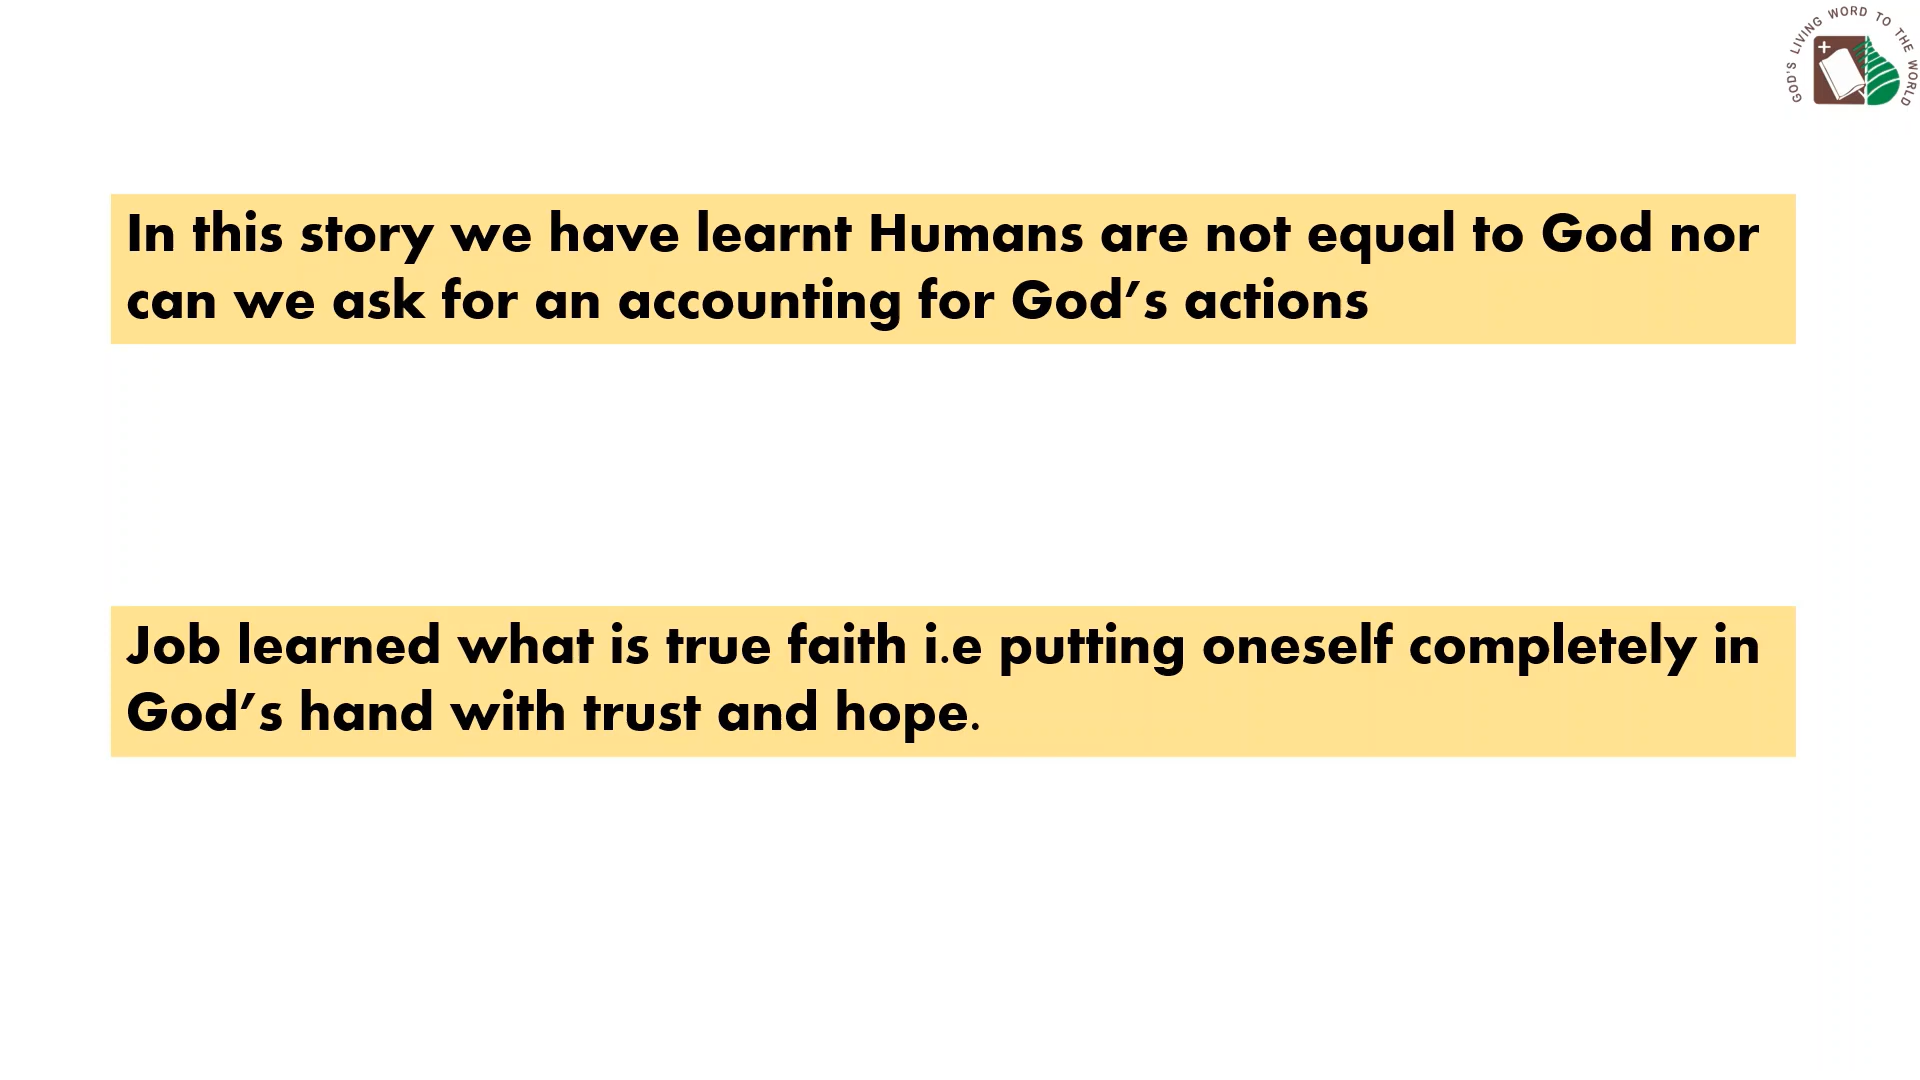 GOD'S LIVING WORD TO THE WORLD
In this story we have learnt Humans are not equal to God nor
can we ask for an accounting for God’s actions
Job learned what is true faith i.e putting oneself completely in
God’s hand with trust and hope.